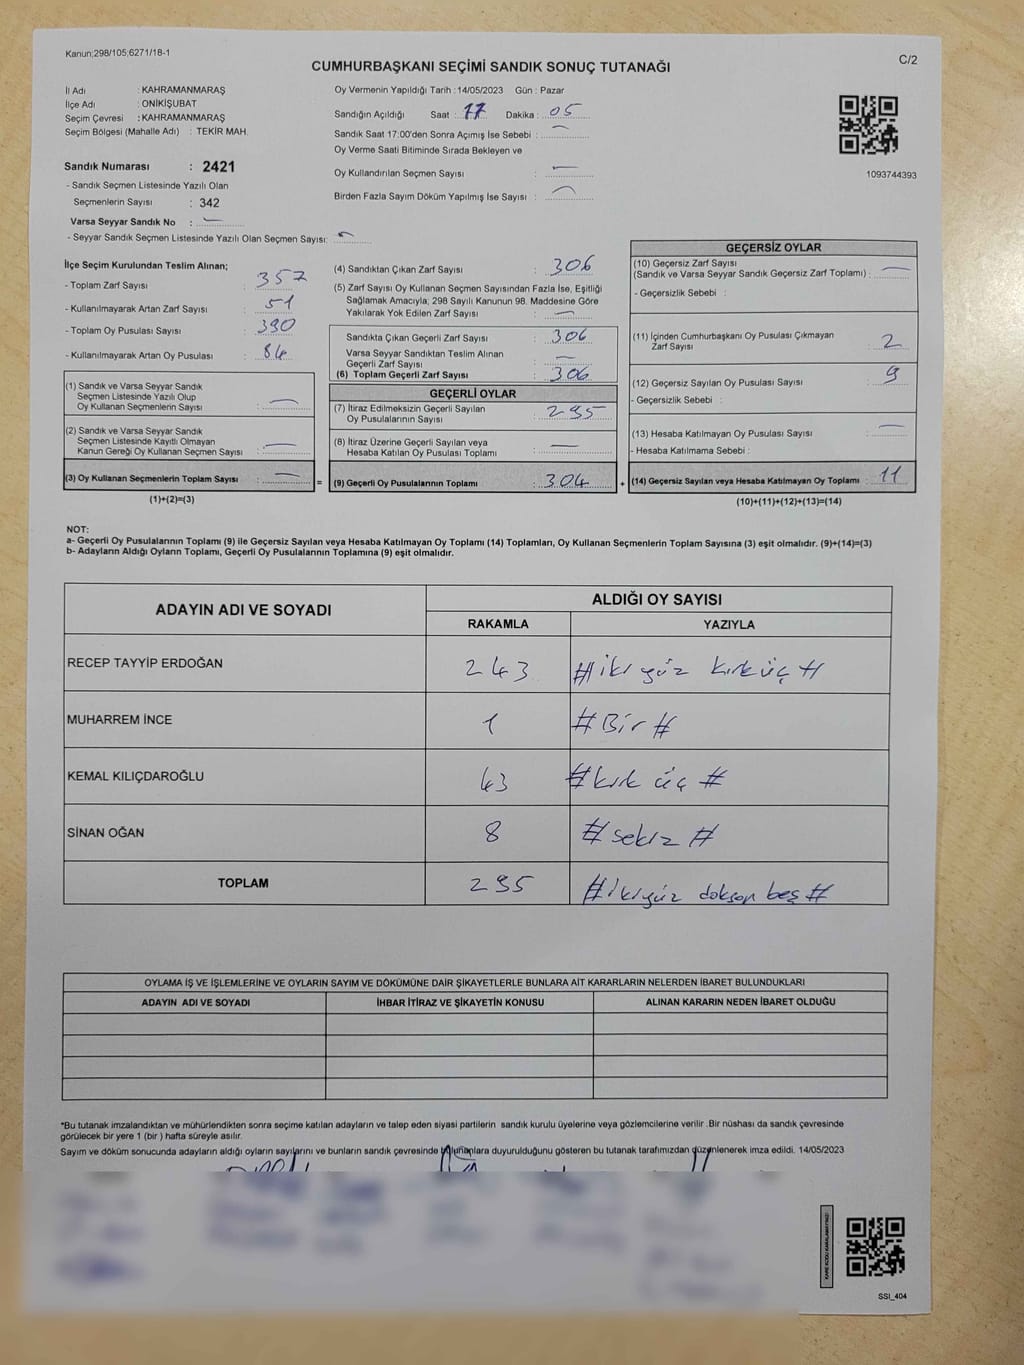 Kanun;298/105,6271/18-1
C/2
CUMHURBAŞKANI SEÇİMİ SANDIK SONUÇ TUTANAĞI
İl Adı : KAHRAMANMARAŞ
İlçe Adı : ONİKİŞUBAT
Seçim Çevresi : KAHRAMANMARAŞ
Seçim Bölgesi (Mahalle Adı) : TEKİR MAH.
Sandık Numarası : 2421
- Sandık Seçmen Listesinde Yazılı Olan
Seçmenlerin Sayısı : 342
Varsa Seyyar Sandık No : —
- Seyyar Sandık Seçmen Listesinde Yazılı Olan Seçmen Sayısı: —
Oy Vermenin Yapıldığı Tarih :14/05/2023 Gün : Pazar
Sandığın Açıldığı Saat : 17 Dakika : 05
Sandık Saat 17:00'den Sonra Açımış İse Sebebi : —
Oy Verme Saati Bitiminde Sırada Bekleyen ve
Oy Kullandırılan Seçmen Sayısı : —
Birden Fazla Sayım Döküm Yapılmış İse Sayısı : —
1093744393
İlçe Seçim Kurulundan Teslim Alınan;
- Toplam Zarf Sayısı : 357
- Kullanılmayarak Artan Zarf Sayısı : 51
- Toplam Oy Pusulası Sayısı : 390
- Kullanılmayarak Artan Oy Pusulası : 84
(1) Sandık ve Varsa Seyyar Sandık
Seçmen Listesinde Yazılı Olup
Oy Kullanan Seçmenlerin Sayısı : —
(2) Sandık ve Varsa Seyyar Sandık
Seçmen Listesinde Kayıtlı Olmayan
Kanun Gereği Oy Kullanan Seçmen Sayısı : —
(3) Oy Kullanan Seçmenlerin Toplam Sayısı : — =
(1)+(2)=(3)
(4) Sandıktan Çıkan Zarf Sayısı : 306
(5) Zarf Sayısı Oy Kullanan Seçmen Sayısından Fazla İse, Eşitliği
Sağlamak Amacıyla; 298 Sayılı Kanunun 98. Maddesine Göre
Yakılarak Yok Edilen Zarf Sayısı : —
Sandıkta Çıkan Geçerli Zarf Sayısı : 306
Varsa Seyyar Sandıktan Teslim Alınan
Geçerli Zarf Sayısı : —
(6) Toplam Geçerli Zarf Sayısı : 306
GEÇERLİ OYLAR
(7) İtiraz Edilmeksizin Geçerli Sayılan
Oy Pusulalarının Sayısı : 295
(8) İtiraz Üzerine Geçerli Sayılan veya
Hesaba Katılan Oy Pusulası Toplamı : —
(9) Geçerli Oy Pusulalarının Toplamı : 304 +
GEÇERSİZ OYLAR
(10) Geçersiz Zarf Sayısı
(Sandık ve Varsa Seyyar Sandık Geçersiz Zarf Toplamı) : —
- Geçersizlik Sebebi :
(11) İçinden Cumhurbaşkanı Oy Pusulası Çıkmayan
Zarf Sayısı : 2
(12) Geçersiz Sayılan Oy Pusulası Sayısı : 9
- Geçersizlik Sebebi :
(13) Hesaba Katılmayan Oy Pusulası Sayısı : —
- Hesaba Katılmama Sebebi :
(14) Geçersiz Sayılan veya Hesaba Katılmayan Oy Toplamı : 11
(10)+(11)+(12)+(13)=(14)
NOT:
a- Geçerli Oy Pusulalarının Toplamı (9) ile Geçersiz Sayılan veya Hesaba Katılmayan Oy Toplamı (14) Toplamları, Oy Kullanan Seçmenlerin Toplam Sayısına (3) eşit olmalıdır. (9)+(14)=(3)
b- Adayların Aldığı Oyların Toplamı, Geçerli Oy Pusulalarının Toplamına (9) eşit olmalıdır.
ADAYIN ADI VE SOYADI ALDIĞI OY SAYISI
RAKAMLA YAZIYLA
RECEP TAYYİP ERDOĞAN 243 #iki yüz kırk üç#
MUHARREM İNCE 1 #Bir#
KEMAL KILIÇDAROĞLU 43 #kırk üç#
SİNAN OĞAN 8 #sekiz#
TOPLAM 295 #ikiyüz doksan beş#
OYLAMA İŞ VE İŞLEMLERİNE VE OYLARIN SAYIM VE DÖKÜMÜNE DAİR ŞİKAYETLERLE BUNLARA AİT KARARLARIN NELERDEN İBARET BULUNDUKLARI
ADAYIN ADI VE SOYADI İHBAR İTİRAZ VE ŞİKAYETİN KONUSU ALINAN KARARIN NEDEN İBARET OLDUĞU
*Bu tutanak imzalandıktan ve mühürlendikten sonra seçime katılan adayların ve talep eden siyasi partilerin sandık kurulu üyelerine veya gözlemcilerine verilir .Bir nüshası da sandık çevresinde
görülecek bir yere 1 (bir ) hafta süreyle asılır.
Sayım ve döküm sonucunda adayların aldığı oyların sayılarını ve bunların sandık çevresinde bulunanlara duyurulduğunu gösteren bu tutanak tarafımızdan düzenlenerek imza edildi. 14/05/2023
KARE KODU KARALAMAYINIZ!
SSI_404